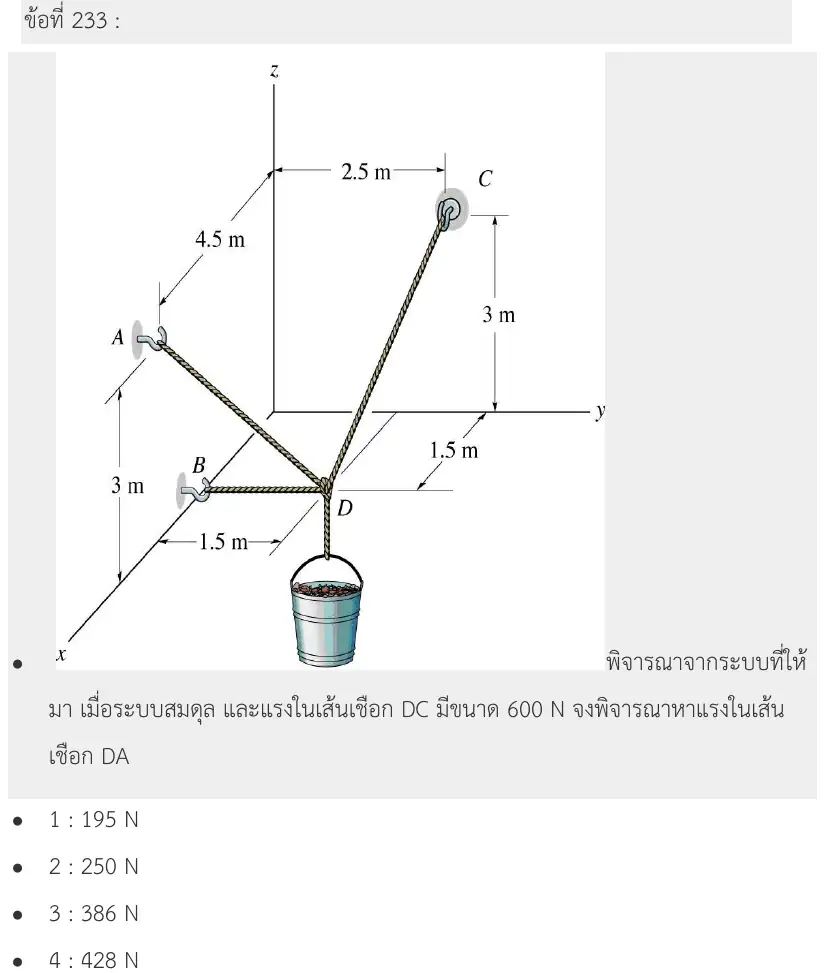 ข้อที่ 233 :
z
2.5 m
C
4.5 m
3 m
A
y
1.5 m
B
3 m
D
1.5 m
x
พิจารณาจากระบบที่ให้
มา เมื่อระบบสมดุล และแรงในเส้นเชือก DC มีขนาด 600 N จงพิจารณาหาแรงในเส้น
เชือก DA
1 : 195 N
2 : 250 N
3 : 386 N
4 : 428 N